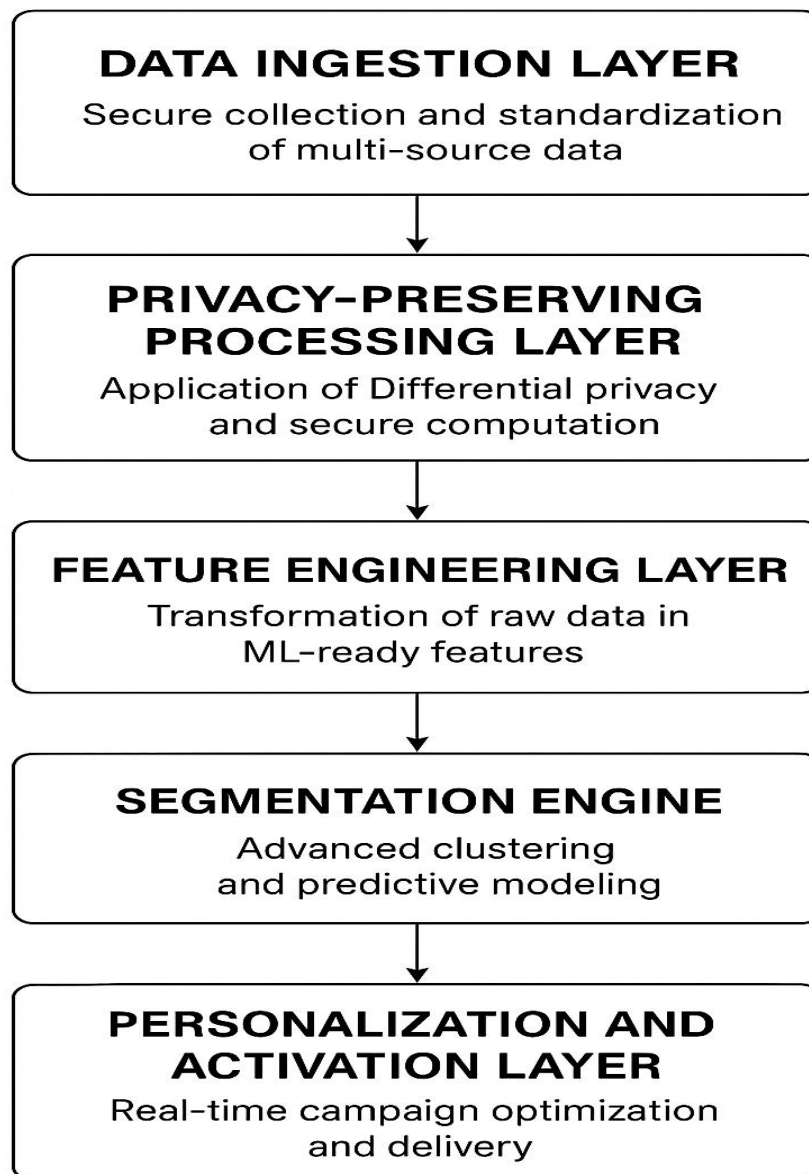 DATA INGESTION LAYER
Secure collection and standardization
of multi-source data
PRIVACY-PRESERVING
PROCESSING LAYER
Application of Differential privacy
and secure computation
FEATURE ENGINEERING LAYER
Transformation of raw data in
ML-ready features
SEGMENTATION ENGINE
Advanced clustering
and predictive modeling
PERSONALIZATION AND
ACTIVATION LAYER
Real-time campaign optimization
and delivery